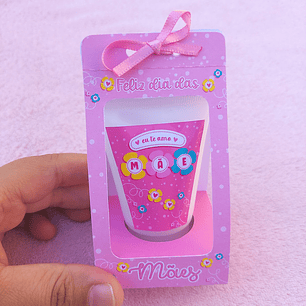 Feliz dia das
eu te amo
MÃE
Mães